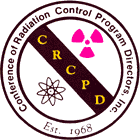 Conference of Radiation Control Program Directors, Inc.
CRCPD
Est. 1968